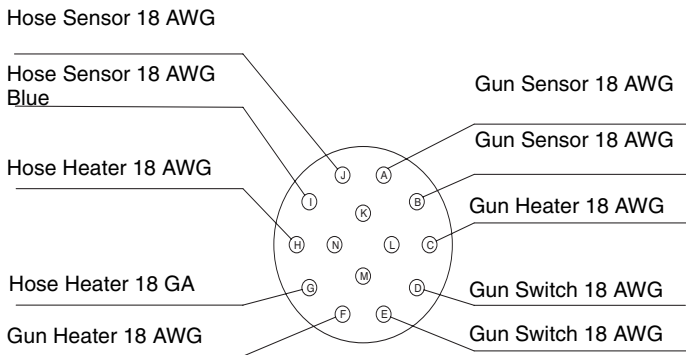 Hose Sensor 18 AWG
Hose Sensor 18 AWG
Blue
Hose Heater 18 AWG
Hose Heater 18 GA
Gun Heater 18 AWG
Gun Sensor 18 AWG
Gun Sensor 18 AWG
Gun Heater 18 AWG
Gun Switch 18 AWG
Gun Switch 18 AWG
J A
I B
K
H N L C
M
G D
F E